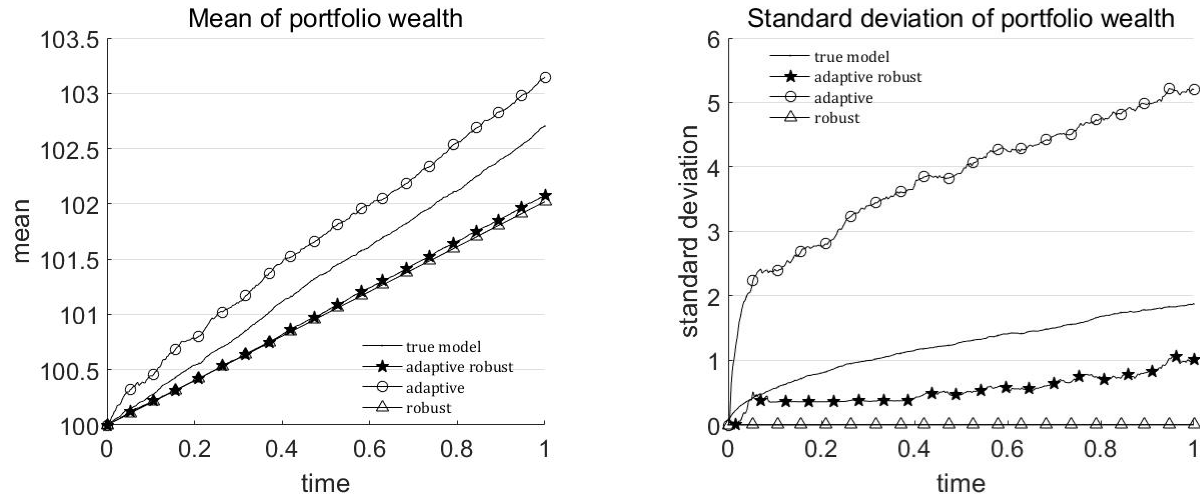 Mean of portfolio wealth
103.5
103
102.5
102
101.5
101
100.5
100
mean
0
0.2
0.4
0.6
0.8
1
time
true model
adaptive robust
adaptive
robust
Standard deviation of portfolio wealth
6
5
4
3
2
1
0
standard deviation
0
0.2
0.4
0.6
0.8
1
time
true model
adaptive robust
adaptive
robust